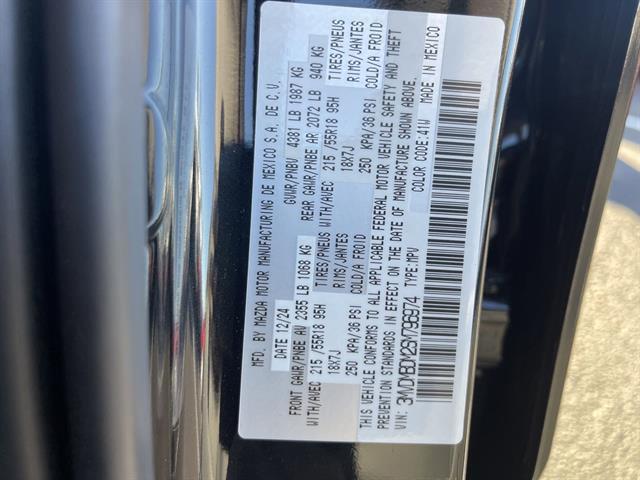 MFD. BY MAZDA MOTOR MANUFACTURING DE MEXICO S.A. DE C.V.
DATE 12/24 GVWR/PNBV 4381 LB 1987 KG
FRONT GAWR/PNBE AV 2355 LB 1068 KG REAR GAWR/PNBE AR 2072 LB 940 KG
WITH/AVEC 215/55R18 95H TIRES/PNEUS WITH/AVEC 215/55R18 95H TIRES/PNEUS
18X7J RIMS/JANTES 18X7J RIMS/JANTES
250 KPA/36 PSI COLD/A FROID 250 KPA/36 PSI COLD/A FROID
THIS VEHICLE CONFORMS TO ALL APPLICABLE FEDERAL MOTOR VEHICLE SAFETY AND THEFT
PREVENTION STANDARDS IN EFFECT ON THE DATE OF MANUFACTURE SHOWN ABOVE.
VIN: 3MVDMBDM2SM796974 TYPE:MPV COLOR CODE:41W MADE IN MEXICO